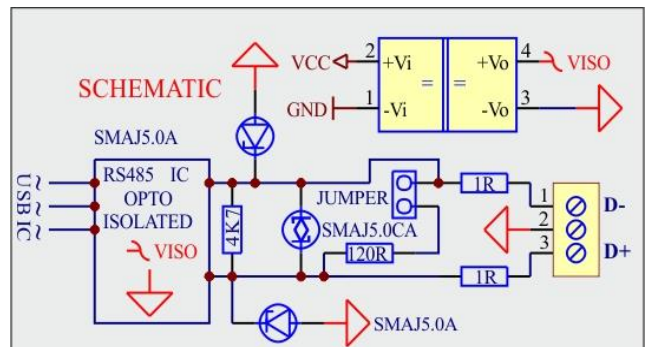 VCC
2
+Vi
+Vo
4
VISO
SCHEMATIC
=
=
GND
1
-Vi
-Vo
3
SMAJ5.0A
USB IC
~
~
~
RS485 IC
OPTO
ISOLATED
VISO
4K7
JUMPER
SMAJ5.0CA
120R
1R
1
D-
2
3
D+
1R
SMAJ5.0A